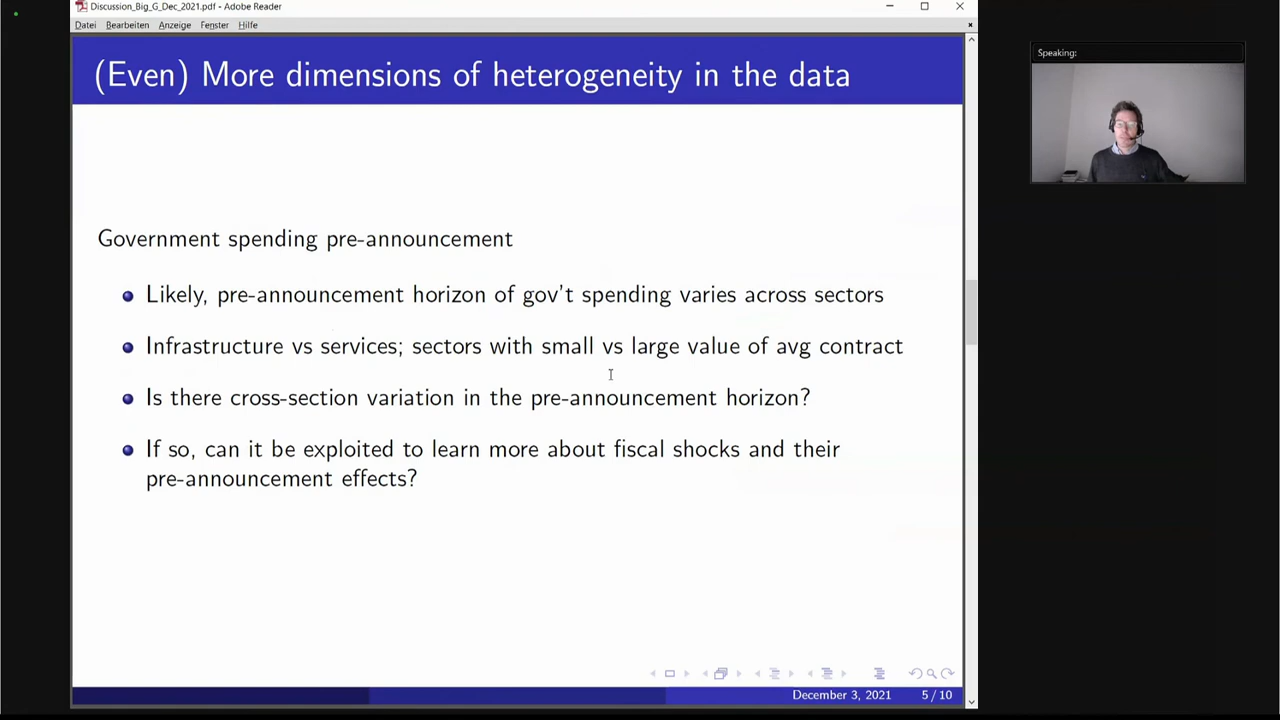 Discussion_Big_G_Dec_2021.pdf - Adobe Reader
Datei Bearbeiten Anzeige Fenster Hilfe
(Even) More dimensions of heterogeneity in the data
Speaking:
Government spending pre-announcement
Likely, pre-announcement horizon of gov't spending varies across sectors
Infrastructure vs services; sectors with small vs large value of avg contract
Is there cross-section variation in the pre-announcement horizon?
If so, can it be exploited to learn more about fiscal shocks and their
pre-announcement effects?
December 3, 2021 5 / 10